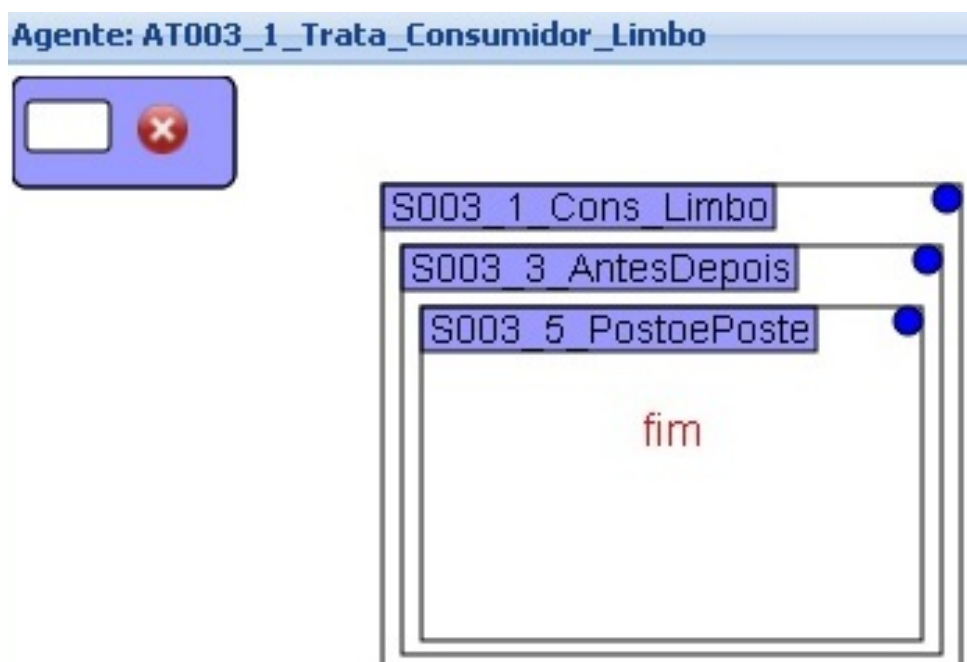 Agente: AT003_1_Trata_Consumidor_Limbo
S003_1_Cons_Limbo
S003_3_AntesDepois
S003_5_PostoePoste
fim